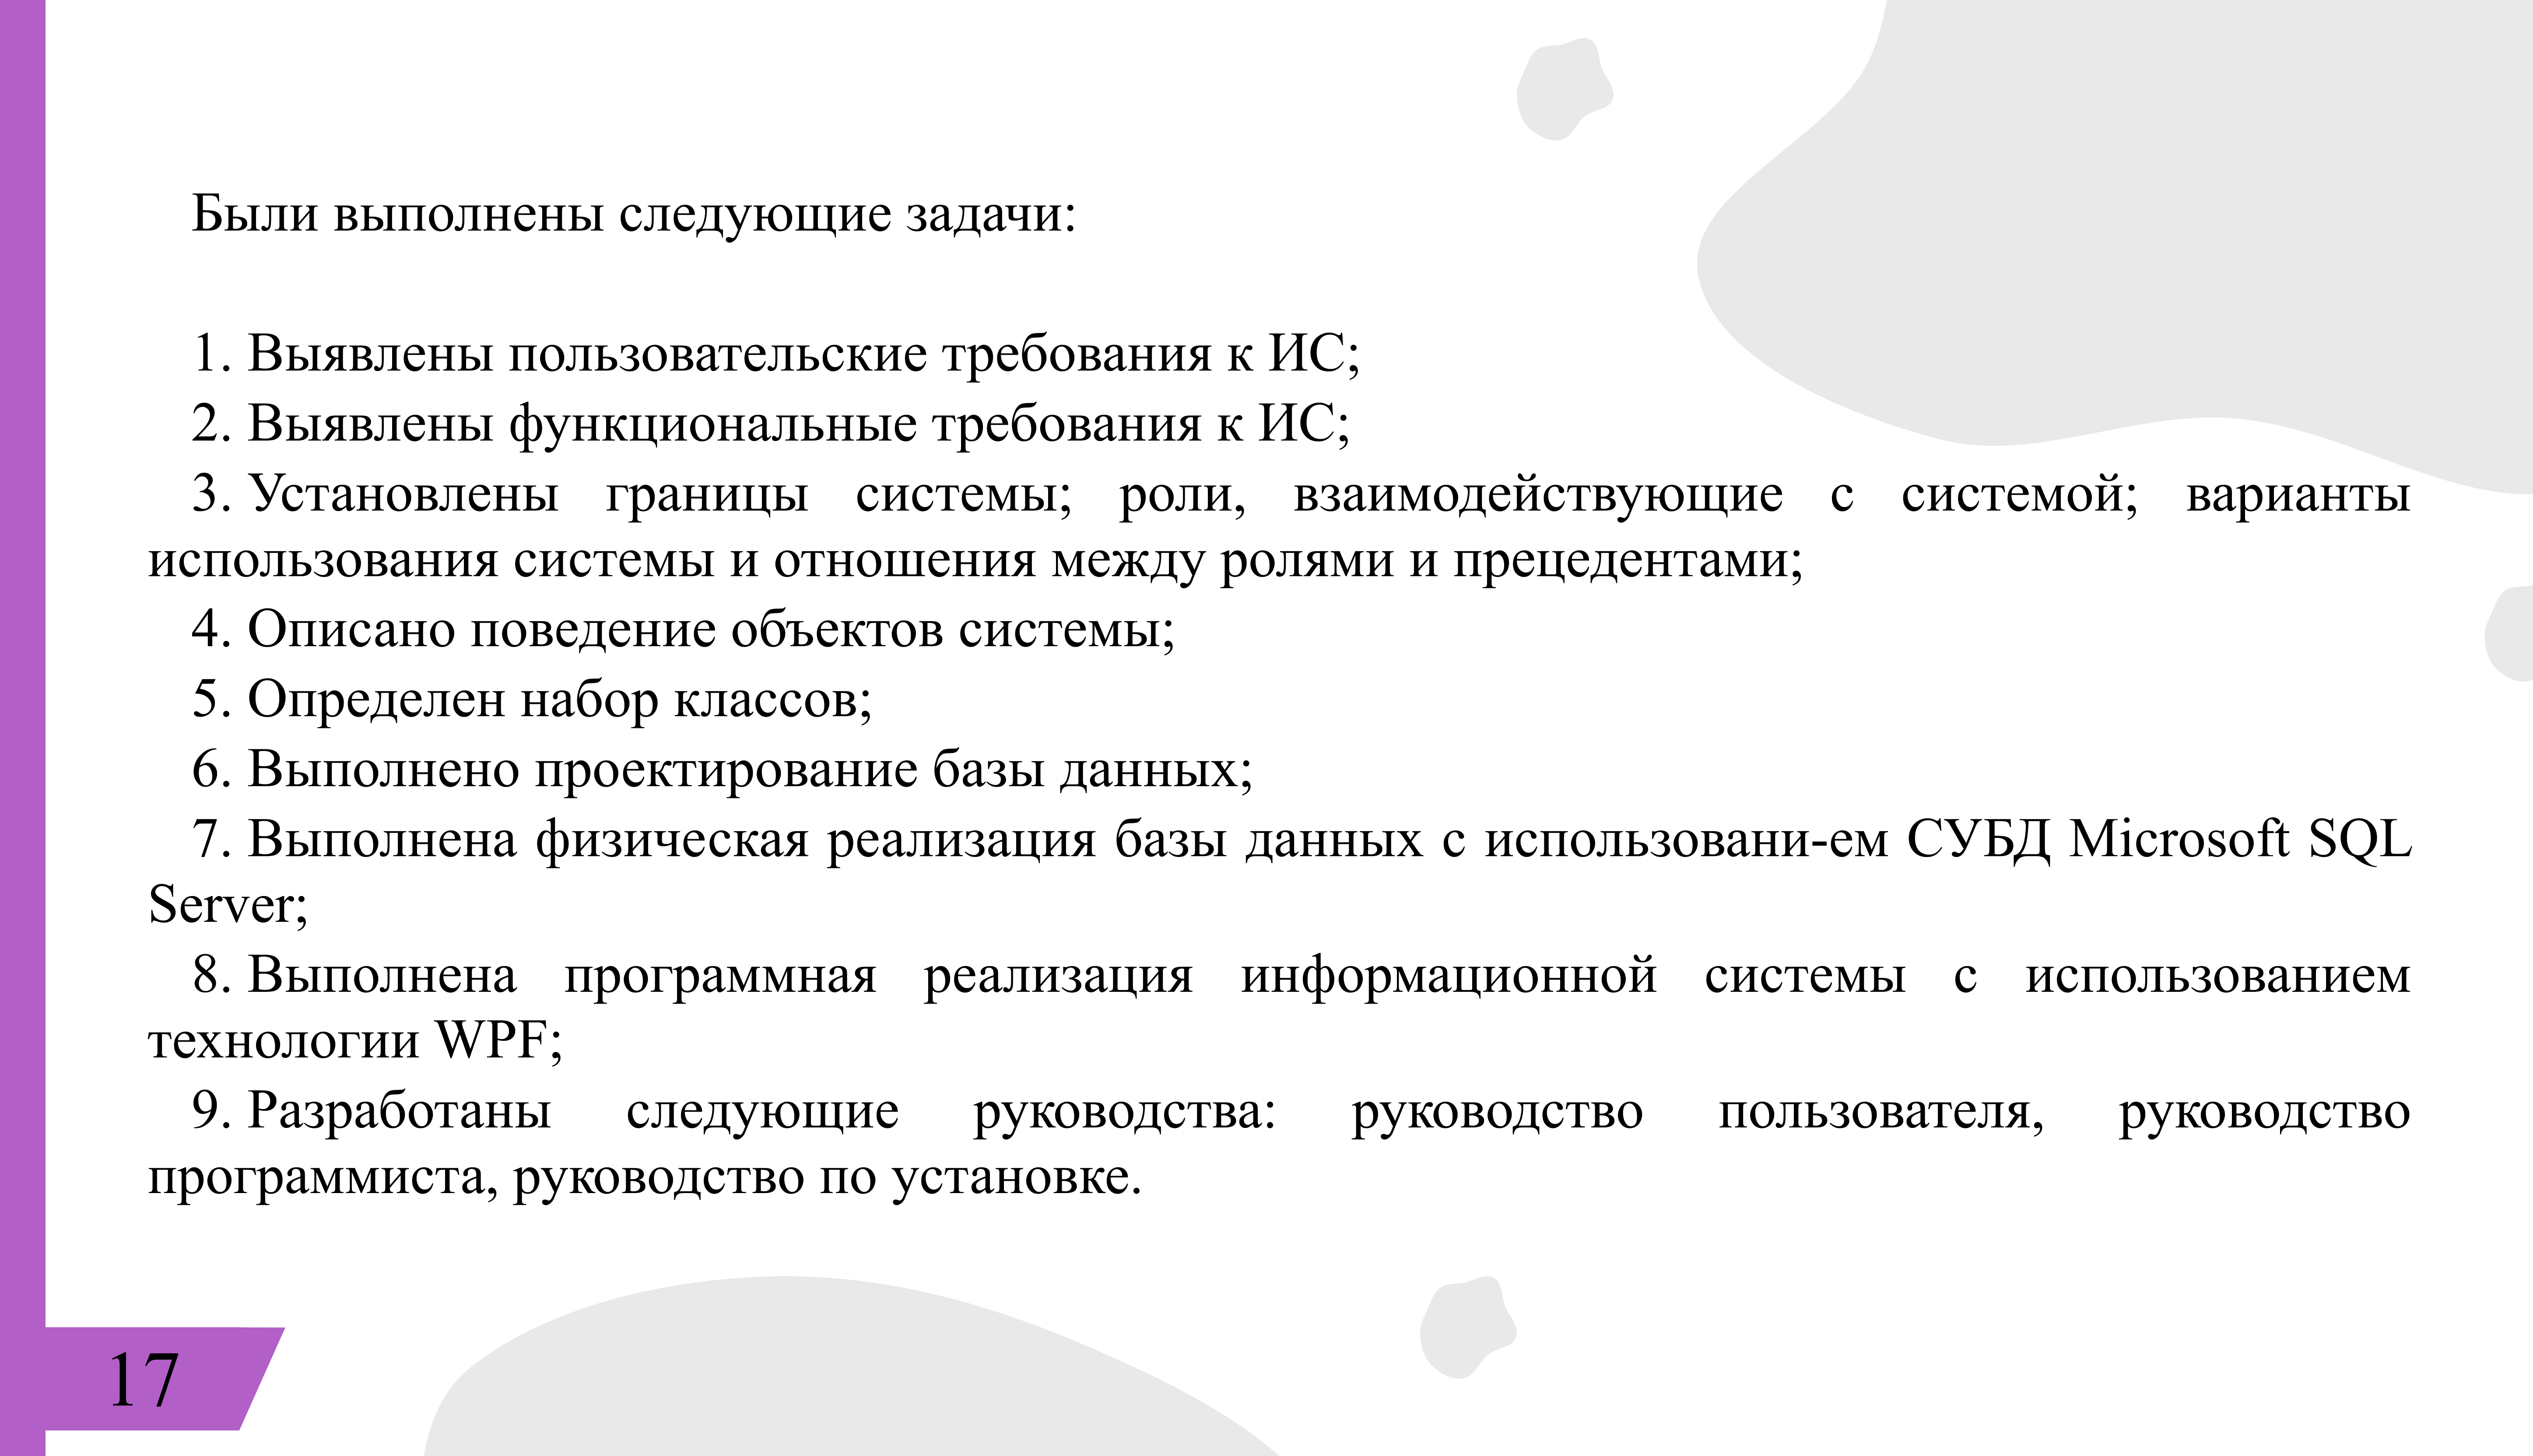 Были выполнены следующие задачи:
1. Выявлены пользовательские требования к ИС;
2. Выявлены функциональные требования к ИС;
3. Установлены границы системы; роли, взаимодействующие с системой; варианты
использования системы и отношения между ролями и прецедентами;
4. Описано поведение объектов системы;
5. Определен набор классов;
6. Выполнено проектирование базы данных;
7. Выполнена физическая реализация базы данных с использовани-ем СУБД Microsoft SQL
Server;
8. Выполнена программная реализация информационной системы с использованием
технологии WPF;
9. Разработаны следующие руководства: руководство пользователя, руководство
программиста, руководство по установке.
17